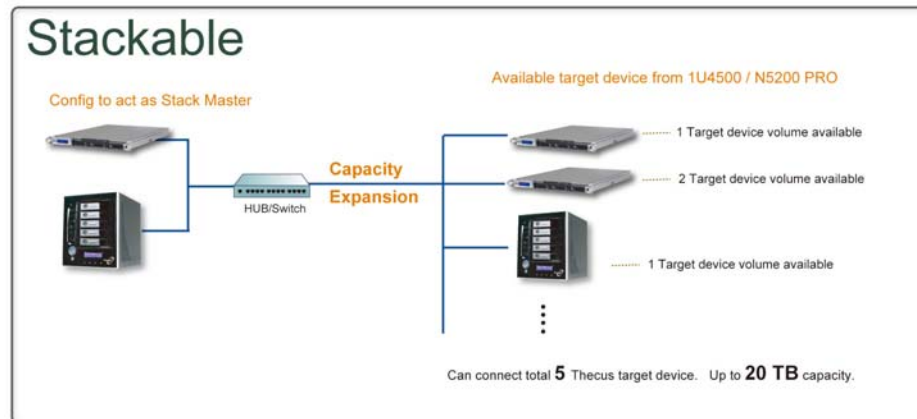 Stackable
Config to act as Stack Master
Available target device from 1U4500 / N5200 PRO
1 Target device volume available
Capacity
2 Target device volume available
Expansion
HUB/Switch
1 Target device volume available
Can connect total 5 Thecus target device. Up to 20 TB capacity.